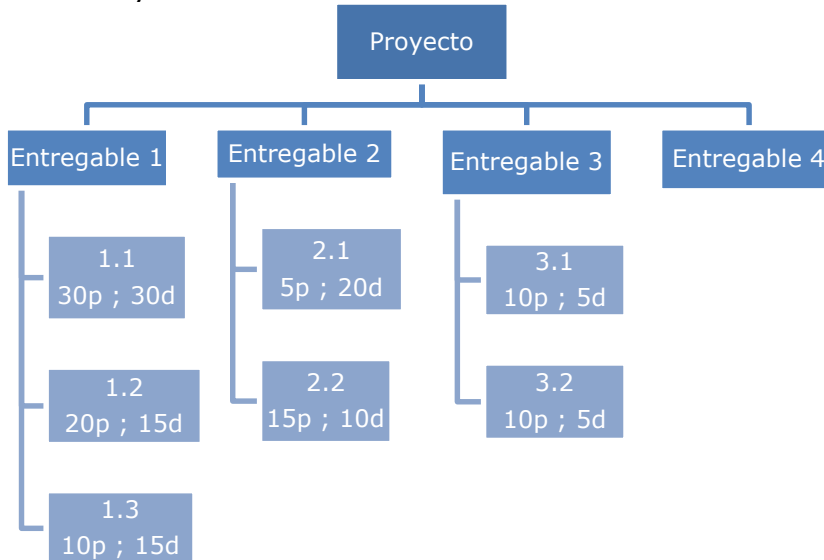 Proyecto
Entregable 1
Entregable 2
Entregable 3
Entregable 4
1.1
30p ; 30d
1.2
20p ; 15d
1.3
10p ; 15d
2.1
5p ; 20d
2.2
15p ; 10d
3.1
10p ; 5d
3.2
10p ; 5d